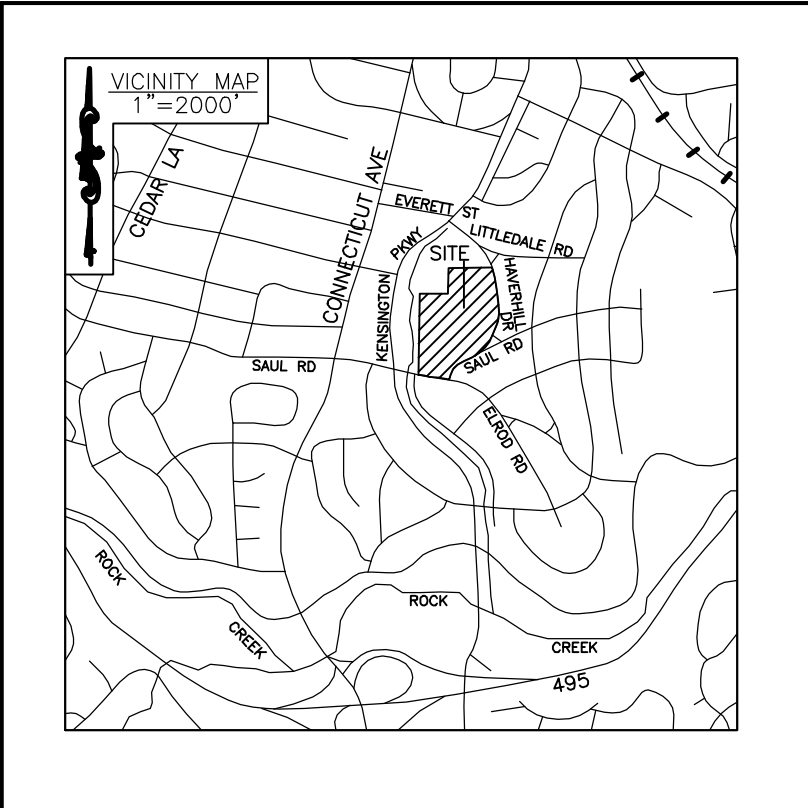 VICINITY MAP
1"=2000'
CEDAR LA
CONNECTICUT AVE
EVERETT ST
PKWY
LITTLEDALE RD
SITE
KENSINGTON
HAVERHILL
DR
SAUL RD
SAUL RD
ELROD RD
ROCK
CREEK
ROCK
CREEK
495